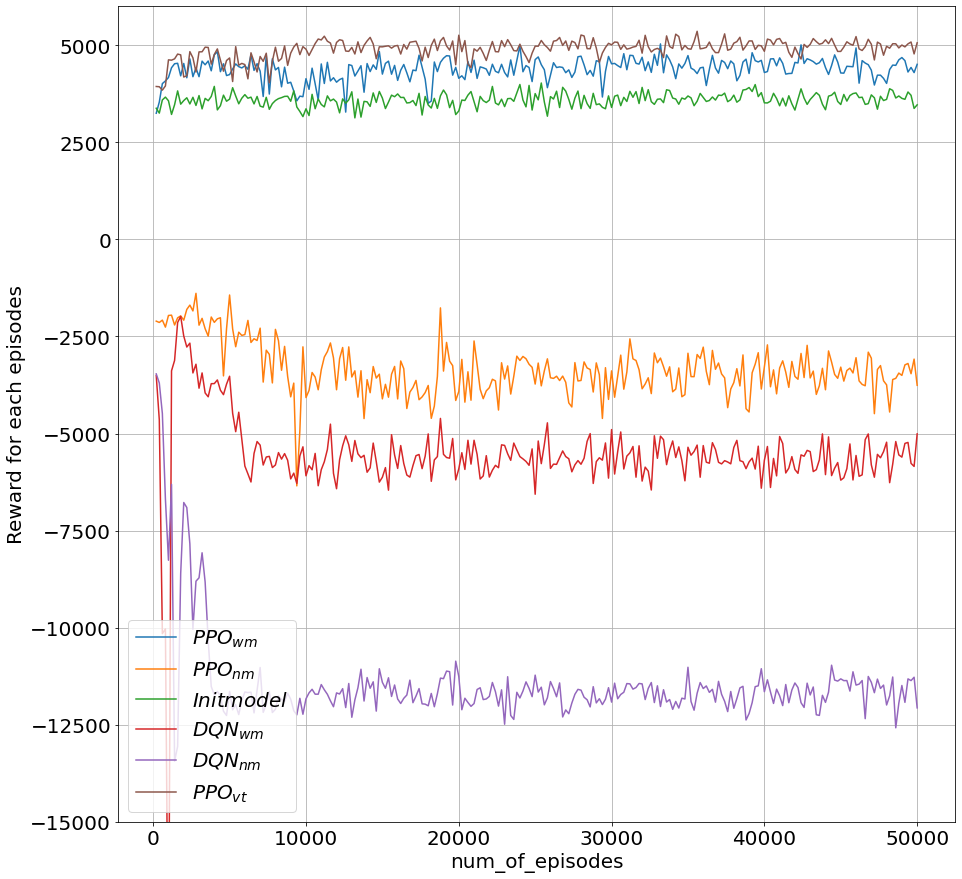 5000
2500
0
−2500
−5000
−7500
−10000
−12500
−15000
Reward for each episodes
PPO_wm
PPO_nm
Initmodel
DQN_wm
DQN_nm
PPO_vt
0 10000 20000 30000 40000 50000
num_of_episodes